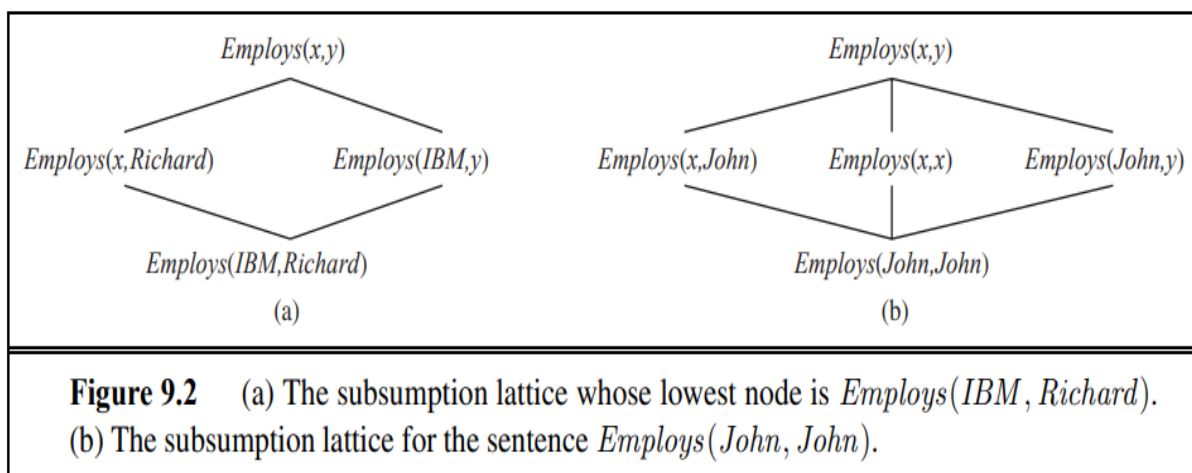 Employs(x,y)
Employs(x,Richard) Employs(IBM,y)
Employs(IBM,Richard)
(a)
Employs(x,y)
Employs(x,John) Employs(x,x) Employs(John,y)
Employs(John,John)
(b)
Figure 9.2 (a) The subsumption lattice whose lowest node is Employs(IBM, Richard).
(b) The subsumption lattice for the sentence Employs(John, John).